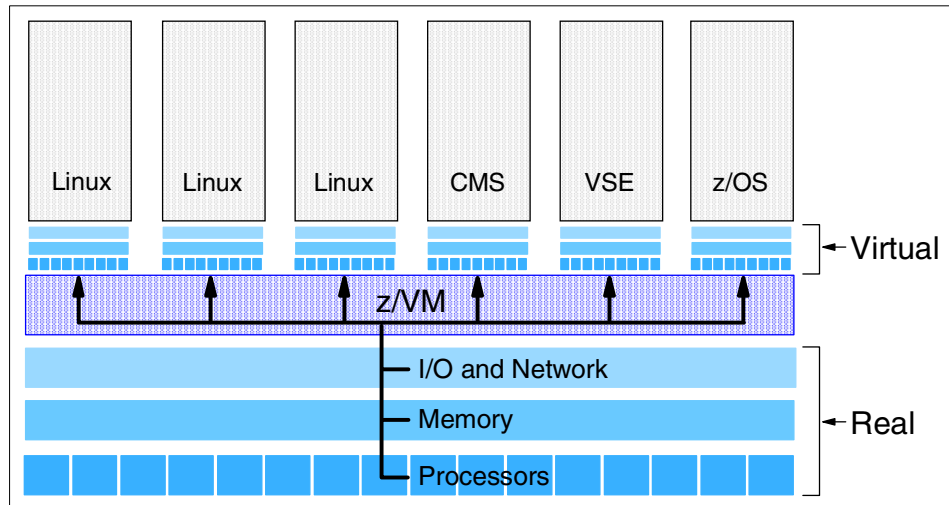 Linux Linux Linux CMS VSE z/OS
Virtual
z/VM
I/O and Network
Memory
Real
Processors